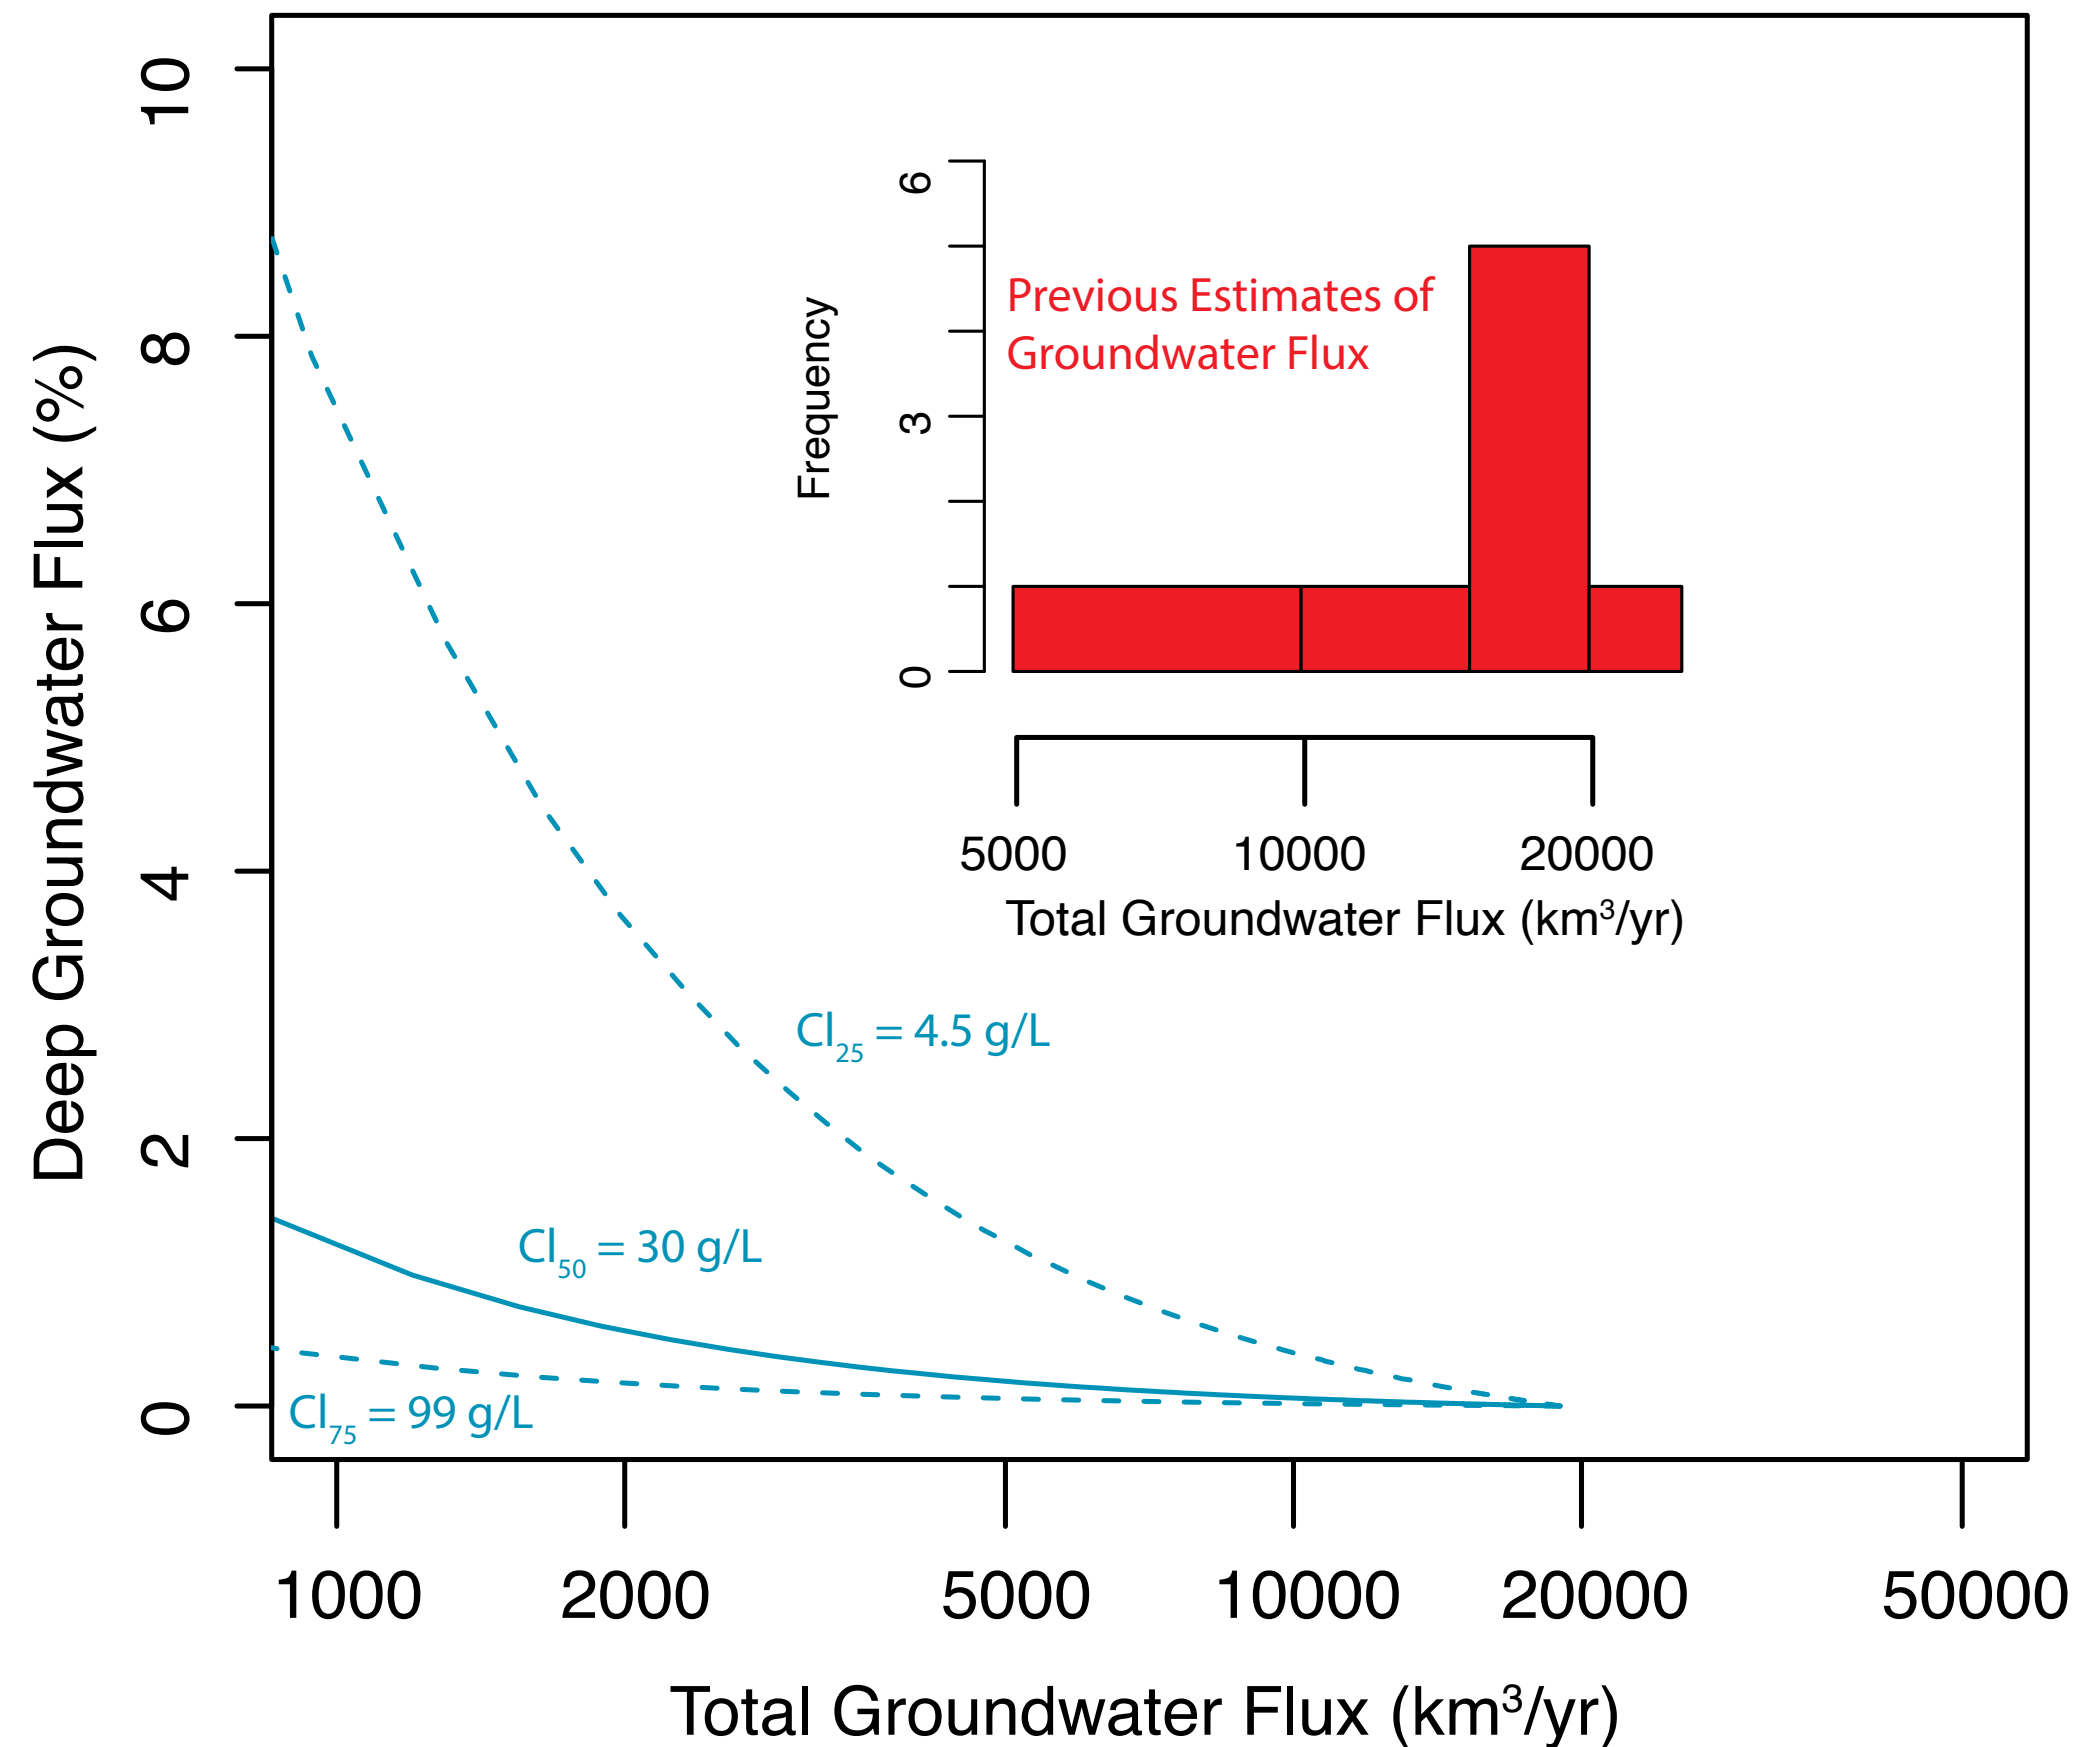 Deep Groundwater Flux (%)
10
8
6
4
2
0
Frequency
6
3
0
Previous Estimates of
Groundwater Flux
5000 10000 20000
Total Groundwater Flux (km³/yr)
Cl₂₅ = 4.5 g/L
Cl₅₀ = 30 g/L
Cl₇₅ = 99 g/L
1000 2000 5000 10000 20000 50000
Total Groundwater Flux (km³/yr)